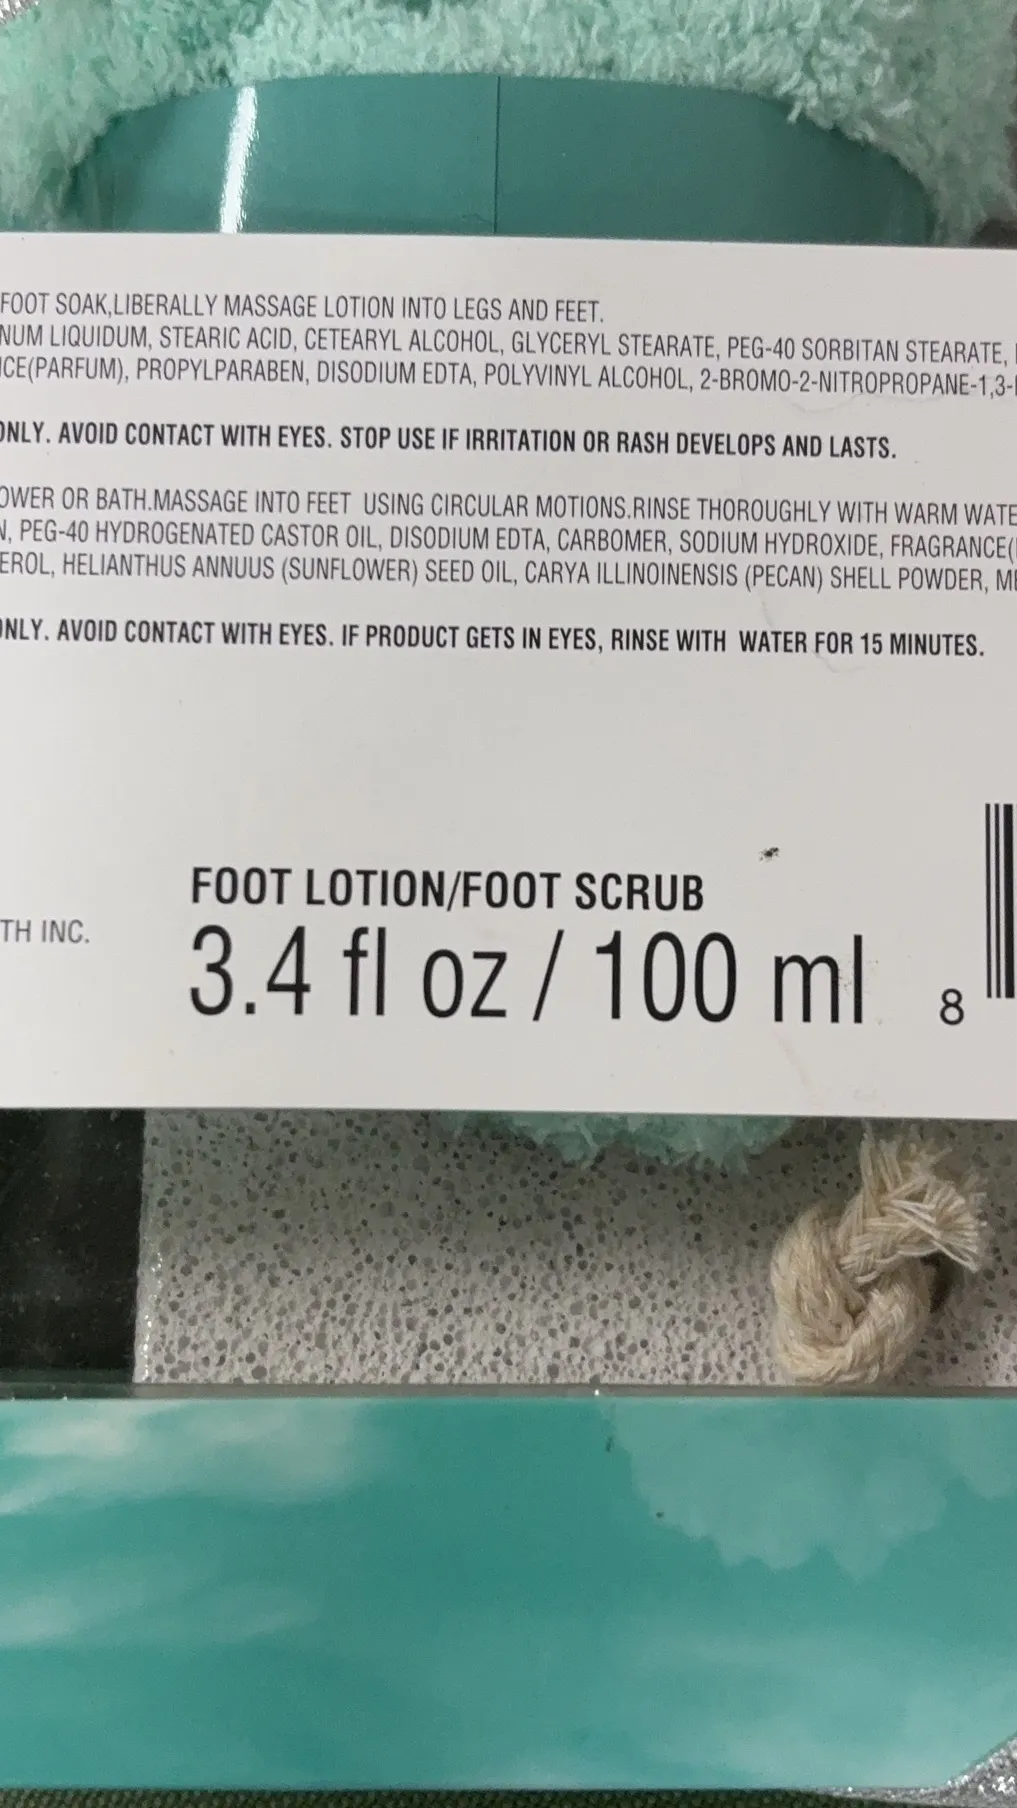 FOOT SOAK,LIBERALLY MASSAGE LOTION INTO LEGS AND FEET.
NUM LIQUIDUM, STEARIC ACID, CETEARYL ALCOHOL, GLYCERYL STEARATE, PEG-40 SORBITAN STEARATE,
CE(PARFUM), PROPYLPARABEN, DISODIUM EDTA, POLYVINYL ALCOHOL, 2-BROMO-2-NITROPROPANE-1,3-
ONLY. AVOID CONTACT WITH EYES. STOP USE IF IRRITATION OR RASH DEVELOPS AND LASTS.
OWER OR BATH.MASSAGE INTO FEET USING CIRCULAR MOTIONS.RINSE THOROUGHLY WITH WARM WATE
N, PEG-40 HYDROGENATED CASTOR OIL, DISODIUM EDTA, CARBOMER, SODIUM HYDROXIDE, FRAGRANCE(
EROL, HELIANTHUS ANNUUS (SUNFLOWER) SEED OIL, CARYA ILLINOINENSIS (PECAN) SHELL POWDER, ME
ONLY. AVOID CONTACT WITH EYES. IF PRODUCT GETS IN EYES, RINSE WITH WATER FOR 15 MINUTES.
FOOT LOTION/FOOT SCRUB
TH INC.
3.4 fl oz / 100 ml
8